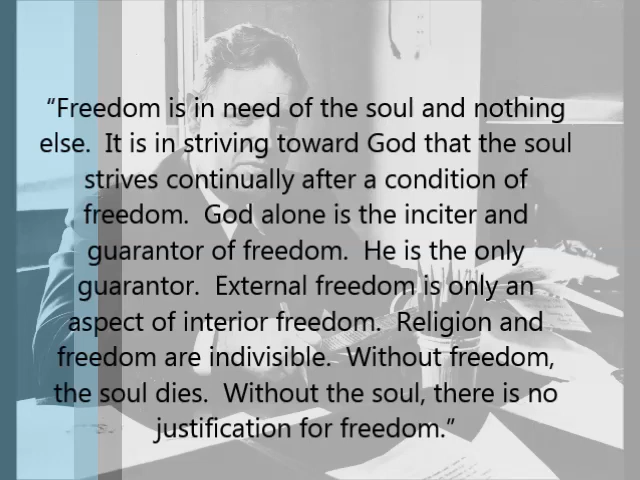 “Freedom is in need of the soul and nothing
else.  It is in striving toward God that the soul
strives continually after a condition of
freedom.  God alone is the inciter and
guarantor of freedom.  He is the only
guarantor.  External freedom is only an
aspect of interior freedom.  Religion and
freedom are indivisible.  Without freedom,
the soul dies.  Without the soul, there is no
justification for freedom.”